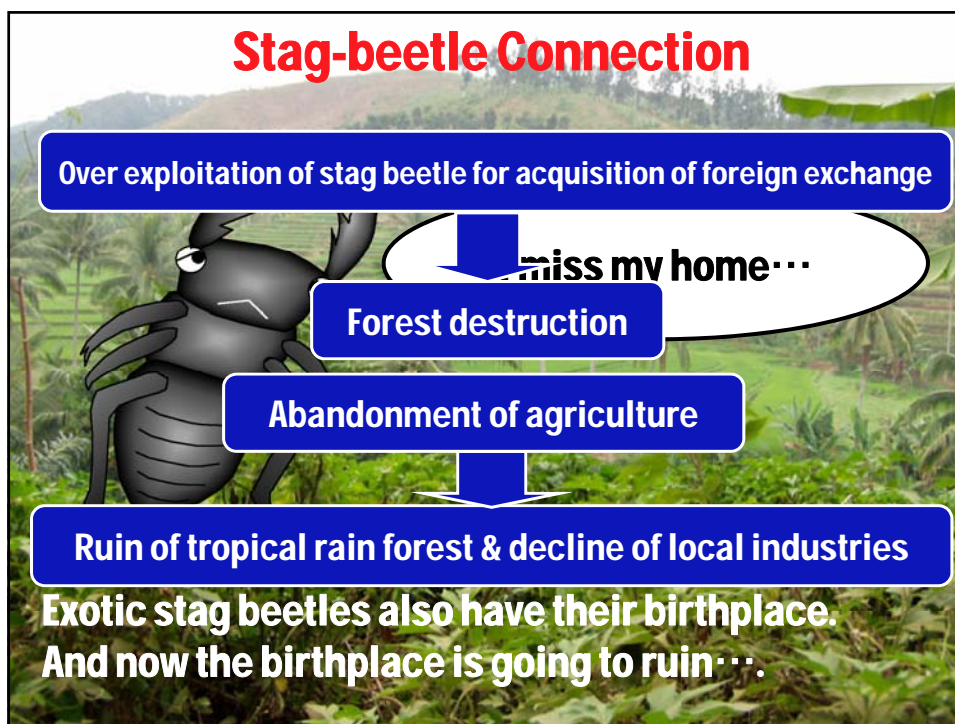 Stag-beetle Connection
Over exploitation of stag beetle for acquisition of foreign exchange
miss my home···
Forest destruction
Abandonment of agriculture
Ruin of tropical rain forest & decline of local industries
Exotic stag beetles also have their birthplace.
And now the birthplace is going to ruin···.